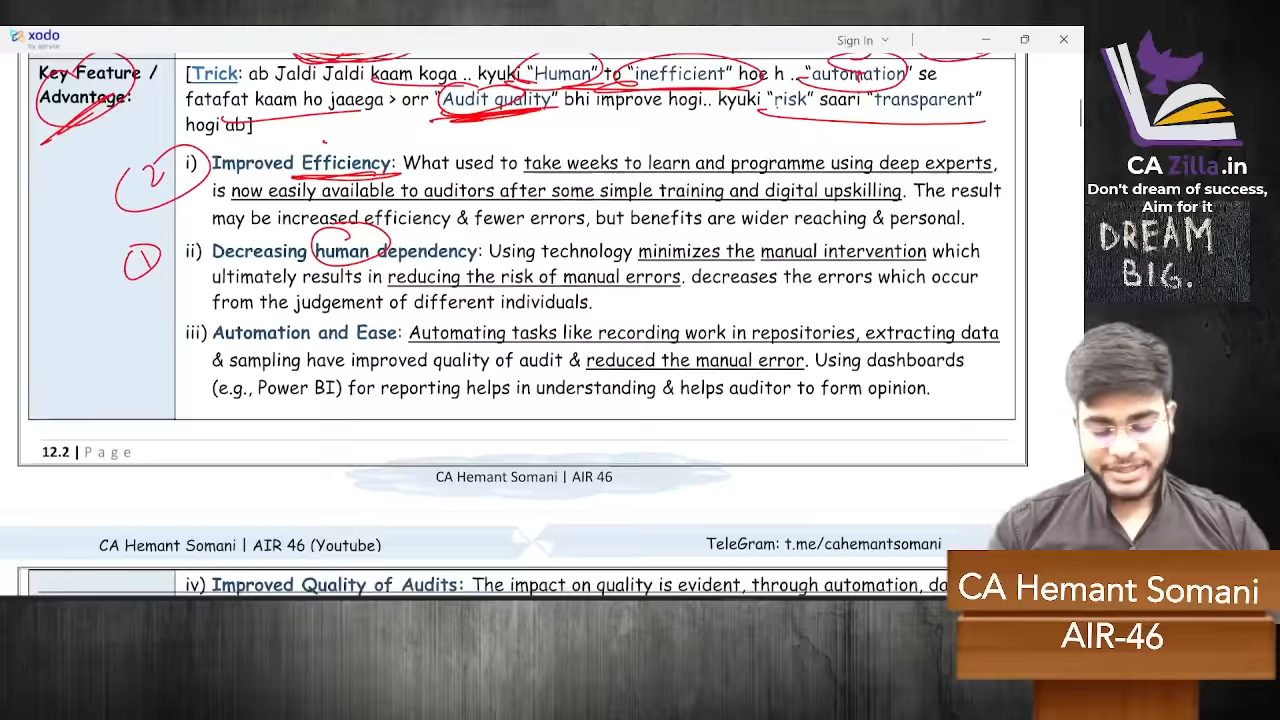 xodo
by apryse
Sign In
Key Feature /
Advantage:
[Trick: ab Jaldi Jaldi kaam koga .. kyuki “Human” to “inefficient” hoe h .. “automation” se
fatafat kaam ho jaaega > orr “Audit quality” bhi improve hogi.. kyuki “risk” saari “transparent”
hogi ab]
i) Improved Efficiency: What used to take weeks to learn and programme using deep experts,
is now easily available to auditors after some simple training and digital upskilling. The result
may be increased efficiency & fewer errors, but benefits are wider reaching & personal.
2
ii) Decreasing human dependency: Using technology minimizes the manual intervention which
ultimately results in reducing the risk of manual errors. decreases the errors which occur
from the judgement of different individuals.
1
iii) Automation and Ease: Automating tasks like recording work in repositories, extracting data
& sampling have improved quality of audit & reduced the manual error. Using dashboards
(e.g., Power BI) for reporting helps in understanding & helps auditor to form opinion.
12.2 | Page
CA Hemant Somani | AIR 46
CA Hemant Somani | AIR 46 (Youtube)
TeleGram: t.me/cahemantsomani
iv) Improved Quality of Audits: The impact on quality is evident, through automation,
CA Zilla.in
Don't dream of success,
Aim for it
DREAM
BIG.
CA Hemant Somani
AIR-46